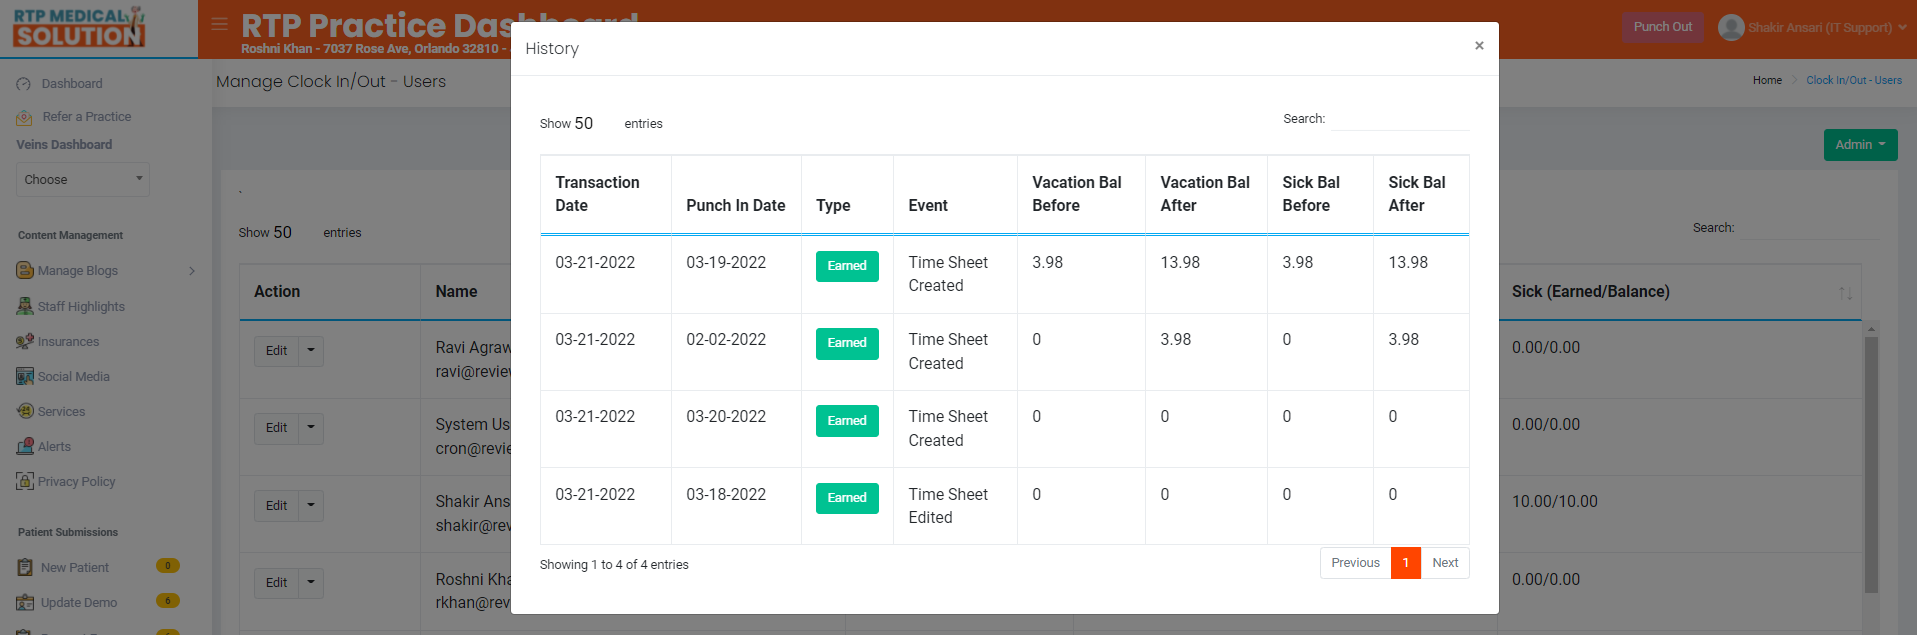 RTP MEDICAL
SOLUTION
RTP Practice Dashboard
Roshni Khan - 7037 Rose Ave, Orlando 32810 -
Punch Out
Shakir Ansari (IT Support)
Dashboard
Refer a Practice
Veins Dashboard
Choose
Content Management
Manage Blogs
Staff Highlights
Insurances
Social Media
Services
Alerts
Privacy Policy
Patient Submissions
New Patient 0
Update Demo 6
Manage Clock In/Out - Users
Home > Clock In/Out - Users
Admin
`
Show 50 entries
Search:
Action Name Sick (Earned/Balance)
Edit Ravi Agraw 0.00/0.00
ravi@review
Edit System Us 0.00/0.00
cron@revie
Edit Shakir Ans 10.00/10.00
shakir@rev
Edit Roshni Kha 0.00/0.00
rkhan@rev
History ×
Show 50 entries
Search:
Transaction Date Punch In Date Type Event Vacation Bal Before Vacation Bal After Sick Bal Before Sick Bal After
03-21-2022 03-19-2022 Earned Time Sheet Created 3.98 13.98 3.98 13.98
03-21-2022 02-02-2022 Earned Time Sheet Created 0 3.98 0 3.98
03-21-2022 03-20-2022 Earned Time Sheet Created 0 0 0 0
03-21-2022 03-18-2022 Earned Time Sheet Edited 0 0 0 0
Showing 1 to 4 of 4 entries
Previous 1 Next